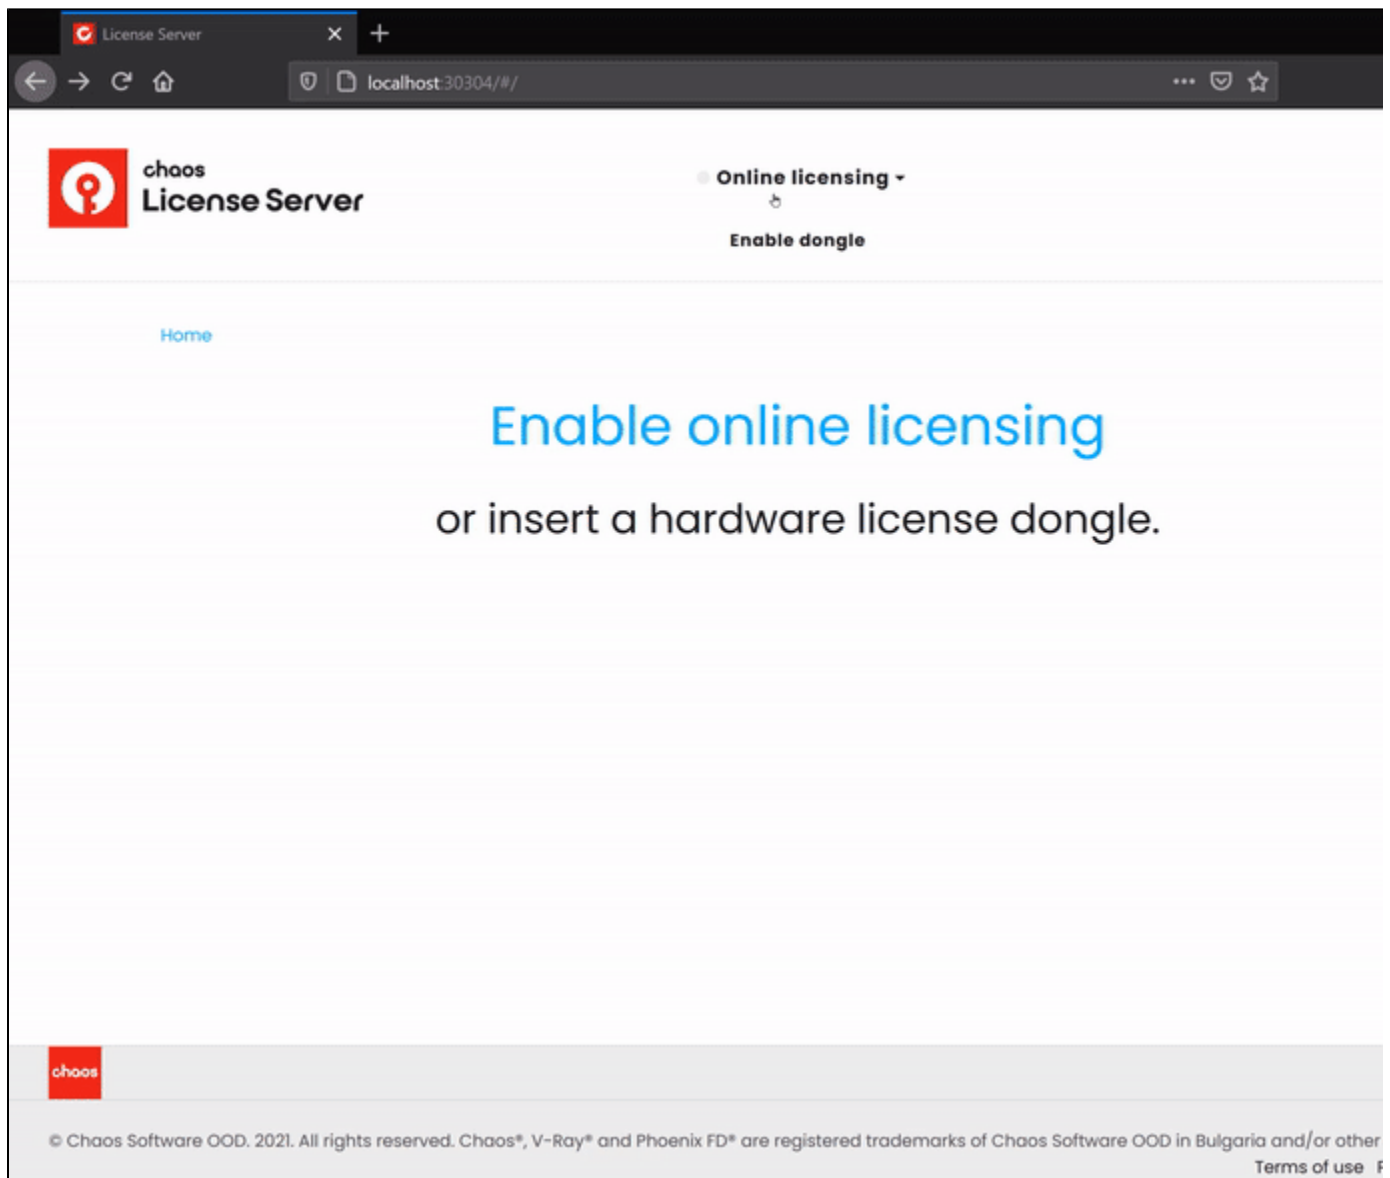 License Server
localhost:30304/#/
chaos
License Server
Online licensing
Enable dongle
Home
Enable online licensing
or insert a hardware license dongle.
chaos
© Chaos Software OOD. 2021. All rights reserved. Chaos®, V-Ray® and Phoenix FD® are registered trademarks of Chaos Software OOD in Bulgaria and/or other
Terms of use